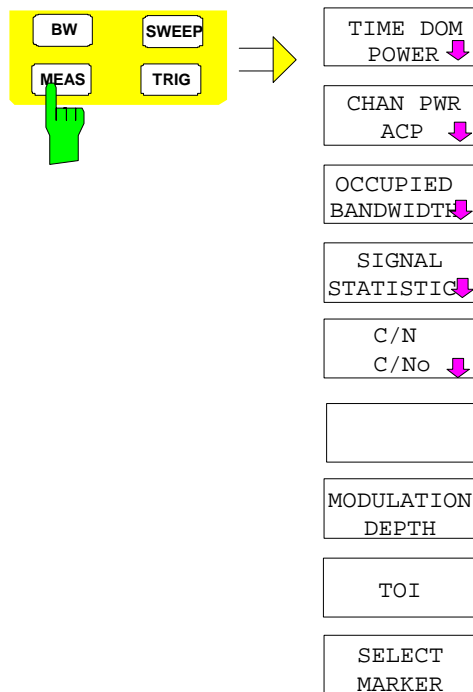 BW
SWEEP
MEAS
TRIG
TIME DOM
POWER
CHAN PWR
ACP
OCCUPIED
BANDWIDTH
SIGNAL
STATISTIC
C/N
C/No
MODULATION
DEPTH
TOI
SELECT
MARKER